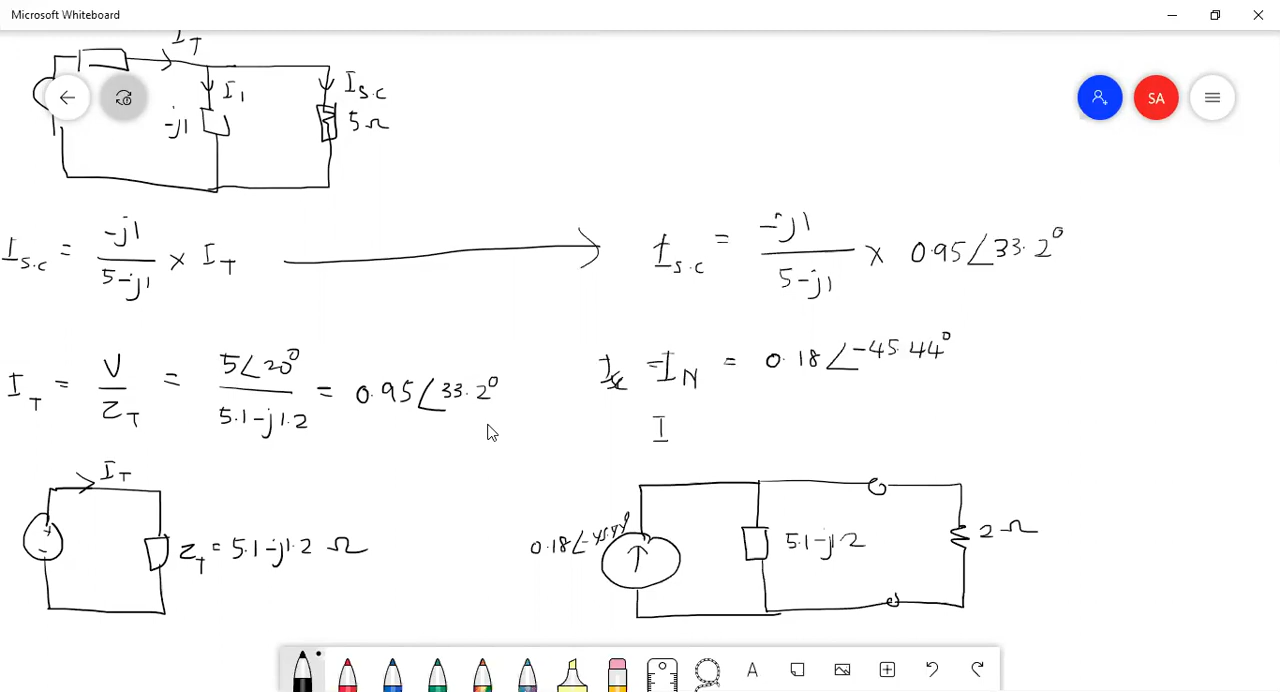 Microsoft Whiteboard
I_T
I_1
I_s.c
-j1
5Ω
SA
I_s.c = -j1 / 5-j1 × I_T
I_s.c = -j1 / 5-j1 × 0.95∠33.2°
I_T = V / Z_T = 5∠20° / 5.1-j1.2 = 0.95∠33.2°
I_N = 0.18∠-45.44°
I
I_T
+
-
Z_T = 5.1-j1.2 Ω
0.18∠-45.44°
5.1-j1.2
2Ω
A